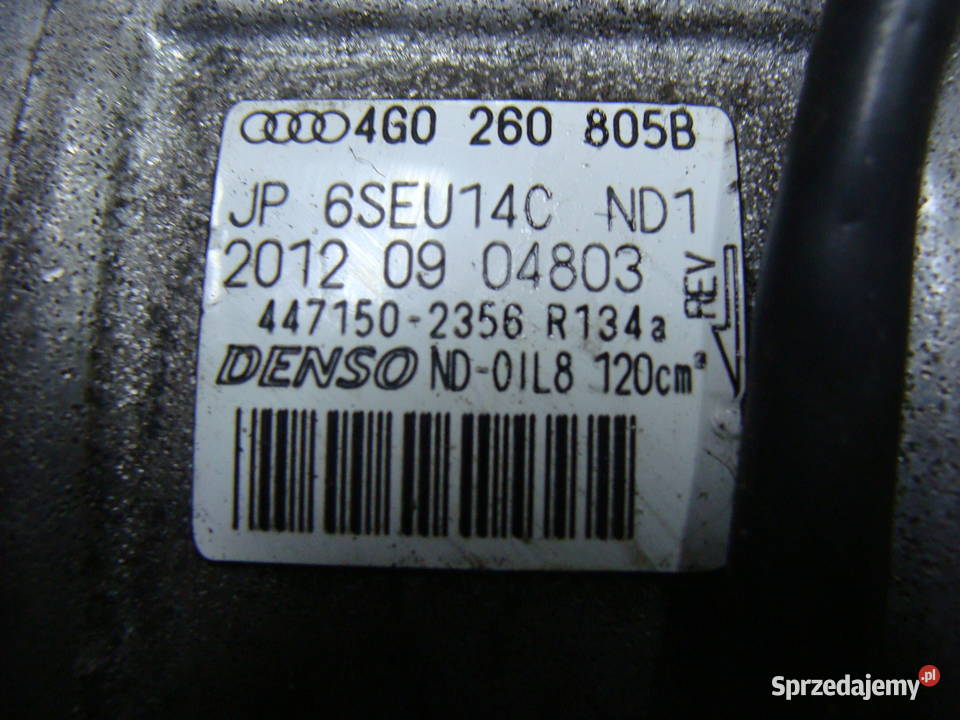 4G0 260 805B
JP 6SEU14C ND1
2012 09 04803
REV
447150-2356 R134a
DENSO ND-OIL8 120cm³
Sprzedajemy.pl